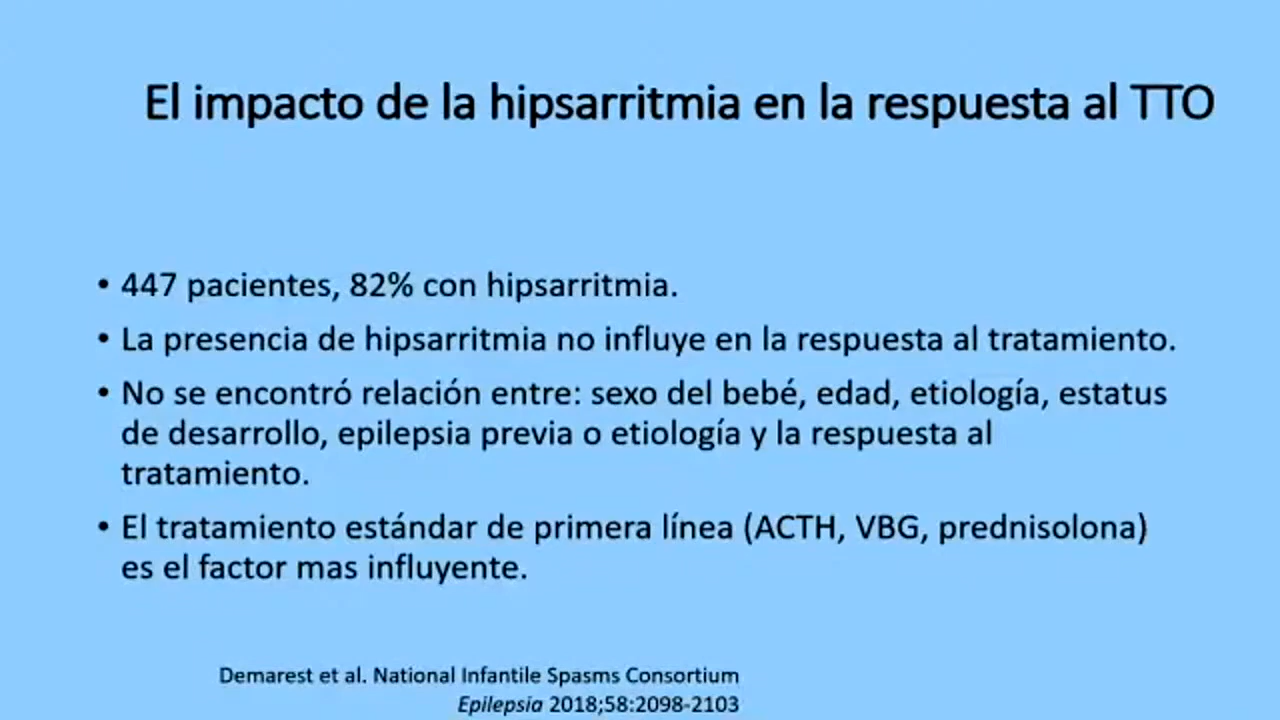 El impacto de la hipsarritmia en la respuesta al TTO
• 447 pacientes, 82% con hipsarritmia.
• La presencia de hipsarritmia no influye en la respuesta al tratamiento.
• No se encontró relación entre: sexo del bebé, edad, etiología, estatus
de desarrollo, epilepsia previa o etiología y la respuesta al
tratamiento.
• El tratamiento estándar de primera línea (ACTH, VBG, prednisolona)
es el factor mas influyente.
Demarest et al. National Infantile Spasms Consortium
Epilepsia 2018;58:2098-2103